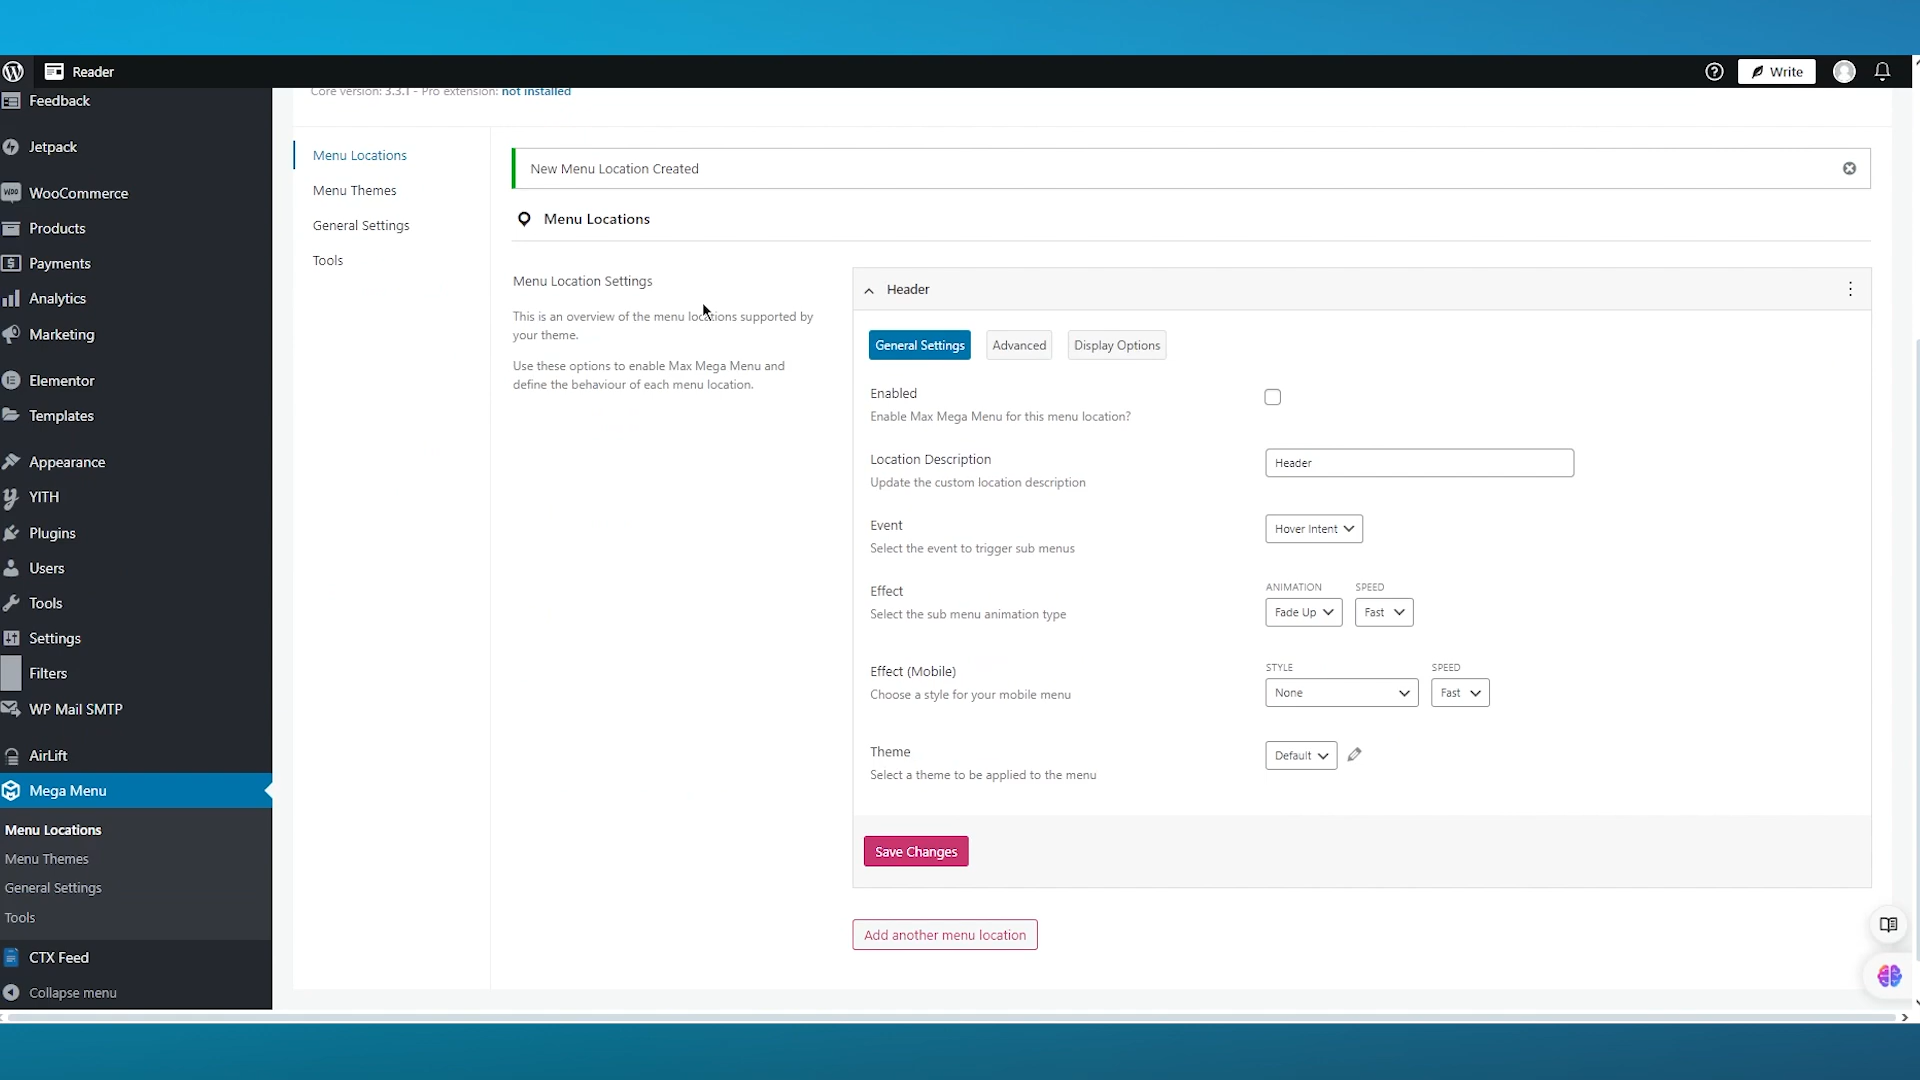 Reader
Write
Feedback
Jetpack
WooCommerce
Products
Payments
Analytics
Marketing
Elementor
Templates
Appearance
YITH
Plugins
Users
Tools
Settings
Filters
WP Mail SMTP
AirLift
Mega Menu
Menu Locations
Menu Themes
General Settings
Tools
CTX Feed
Collapse menu
Core version: 3.3.1 - Pro extension: not installed
Menu Locations
Menu Themes
General Settings
Tools
New Menu Location Created
Menu Locations
Menu Location Settings
This is an overview of the menu locations supported by
your theme.
Use these options to enable Max Mega Menu and
define the behaviour of each menu location.
Header
General Settings Advanced Display Options
Enabled
Enable Max Mega Menu for this menu location?
Location Description
Header
Update the custom location description
Event
Hover Intent
Select the event to trigger sub menus
Effect
ANIMATION SPEED
Fade Up Fast
Select the sub menu animation type
Effect (Mobile)
STYLE SPEED
None Fast
Choose a style for your mobile menu
Theme
Default
Select a theme to be applied to the menu
Save Changes
Add another menu location